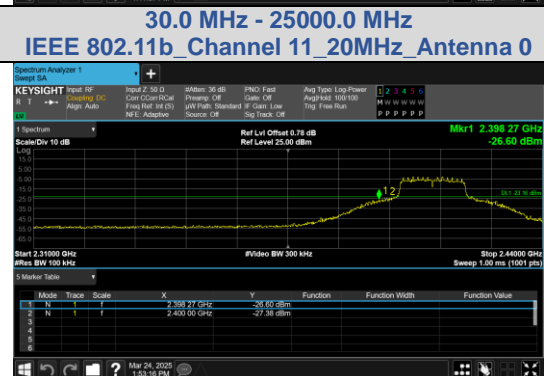 30.0 MHz - 25000.0 MHz
IEEE 802.11b_Channel 11_20MHz_Antenna 0
Spectrum Analyzer 1
Swept SA
+
KEYSIGHT Input: RF Input Z: 50 Ω #Atten: 36 dB PNO: Fast Avg Type: Log-Power 1 2 3 4 5 6
R T Coupling: DC Corr CCorr RCal Preamp: Off Gate: Off Avg|Hold: 100/100 M W W W W W
Align: Auto Freq Ref: Int (S) µW Path: Standard IF Gain: Low Trig: Free Run
NFE: Adaptive Source: Off Sig Track: Off P P P P P P
1 Spectrum Ref Lvl Offset 0.78 dB Mkr1 2.398 27 GHz
Scale/Div 10 dB Ref Level 25.00 dBm -26.60 dBm
Log
15.0
5.00
-5.00
-15.0
-25.0
-35.0
-45.0
-55.0
-65.0
1 2
DL1 -23.16 dBm
Start 2.31000 GHz #Video BW 300 kHz Stop 2.44000 GHz
#Res BW 100 kHz Sweep 1.00 ms (1001 pts)
5 Marker Table
Mode Trace Scale X Y Function Function Width Function Value
1 N 1 f 2.398 27 GHz -26.60 dBm
2 N 1 f 2.400 00 GHz -27.38 dBm
3
4
5
6
? Mar 24, 2025
1:53:16 PM